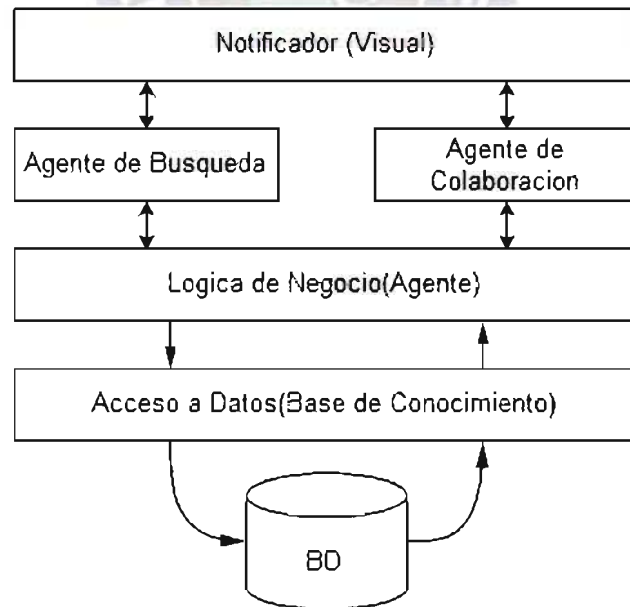 Notificador (Visual)
Agente de Busqueda
Agente de
Colaboracion
Logica de Negocio(Agente)
Acceso a Datos(Base de Conocimiento)
BD